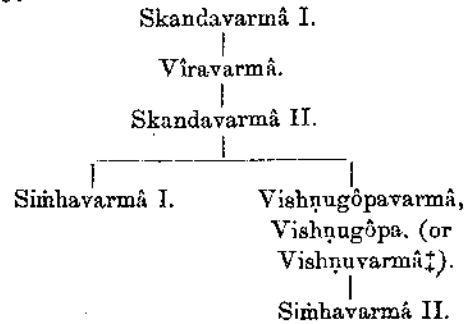 Skandavarmâ I.
Vîravarmâ.
Skandavarmâ II.
Siṁhavarmâ I.
Vishṇugôpavarmâ,
Vishṇugôpa. (or
Vishṇuvarmâ‡).
Siṁhavarmâ II.